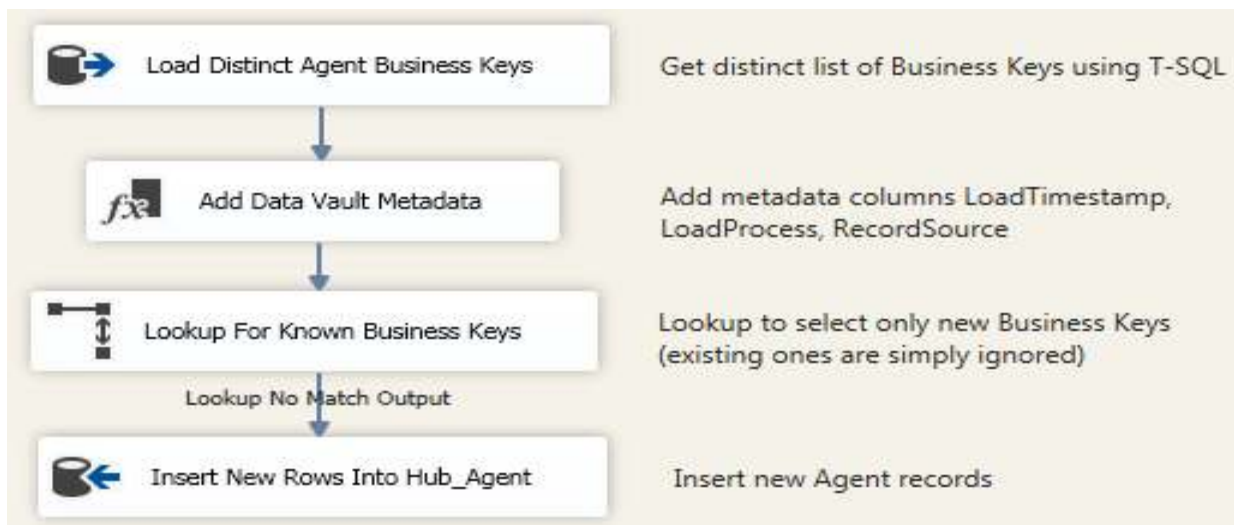 Load Distinct Agent Business Keys
Get distinct list of Business Keys using T-SQL
fx
Add Data Vault Metadata
Add metadata columns LoadTimestamp,
LoadProcess, RecordSource
Lookup For Known Business Keys
Lookup to select only new Business Keys
(existing ones are simply ignored)
Lookup No Match Output
Insert New Rows Into Hub_Agent
Insert new Agent records